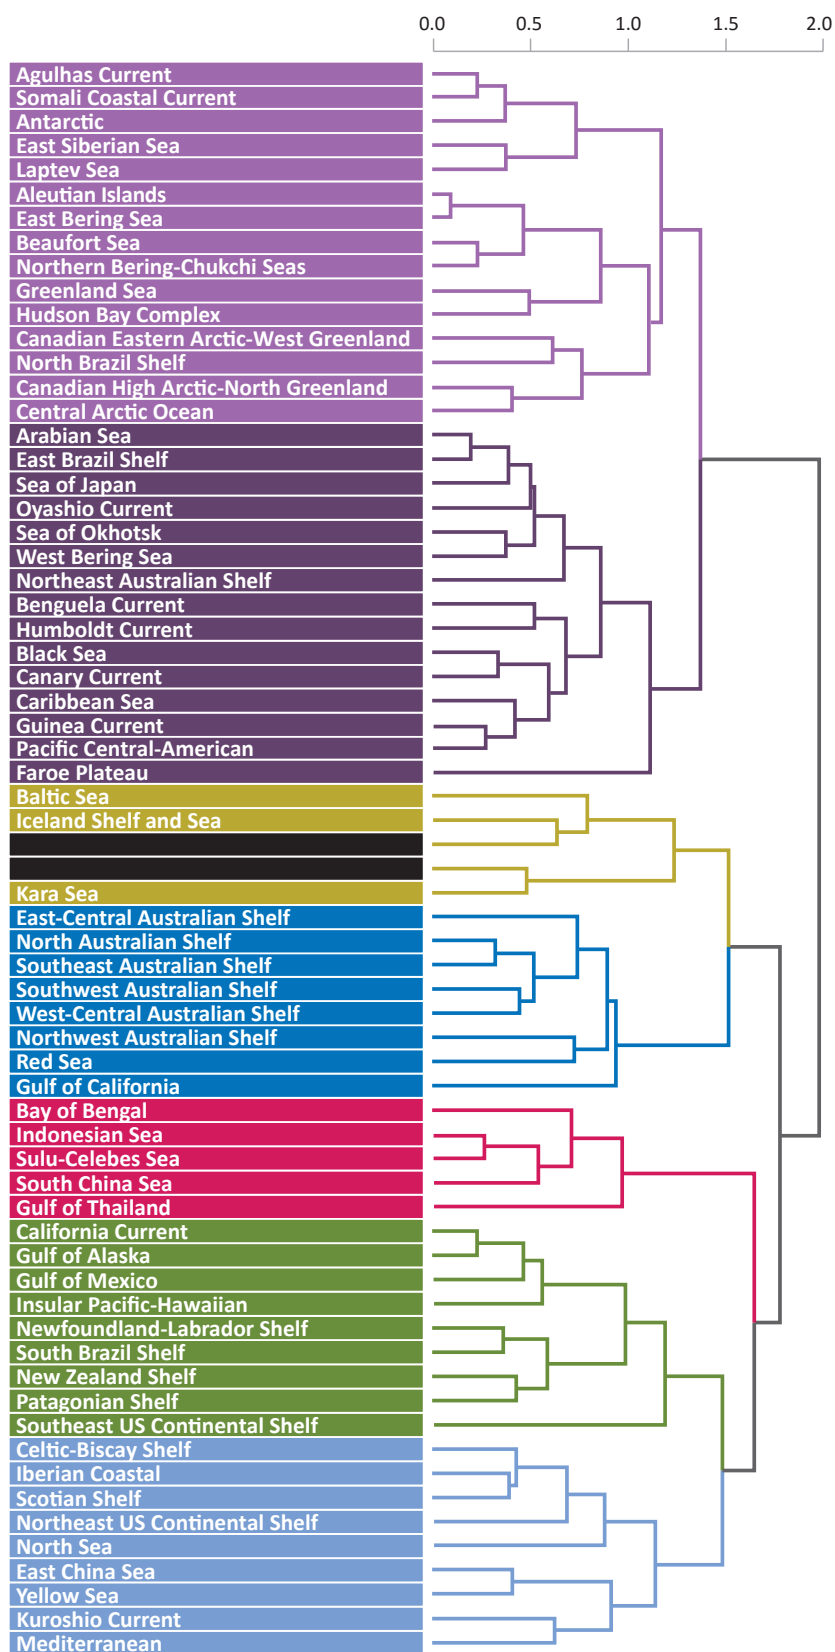 0.0 0.5 1.0 1.5 2.0
Agulhas Current
Somali Coastal Current
Antarctic
East Siberian Sea
Laptev Sea
Aleutian Islands
East Bering Sea
Beaufort Sea
Northern Bering-Chukchi Seas
Greenland Sea
Hudson Bay Complex
Canadian Eastern Arctic-West Greenland
North Brazil Shelf
Canadian High Arctic-North Greenland
Central Arctic Ocean
Arabian Sea
East Brazil Shelf
Sea of Japan
Oyashio Current
Sea of Okhotsk
West Bering Sea
Northeast Australian Shelf
Benguela Current
Humboldt Current
Black Sea
Canary Current
Caribbean Sea
Guinea Current
Pacific Central-American
Faroe Plateau
Baltic Sea
Iceland Shelf and Sea
Kara Sea
East-Central Australian Shelf
North Australian Shelf
Southeast Australian Shelf
Southwest Australian Shelf
West-Central Australian Shelf
Northwest Australian Shelf
Red Sea
Gulf of California
Bay of Bengal
Indonesian Sea
Sulu-Celebes Sea
South China Sea
Gulf of Thailand
California Current
Gulf of Alaska
Gulf of Mexico
Insular Pacific-Hawaiian
Newfoundland-Labrador Shelf
South Brazil Shelf
New Zealand Shelf
Patagonian Shelf
Southeast US Continental Shelf
Celtic-Biscay Shelf
Iberian Coastal
Scotian Shelf
Northeast US Continental Shelf
North Sea
East China Sea
Yellow Sea
Kuroshio Current
Mediterranean